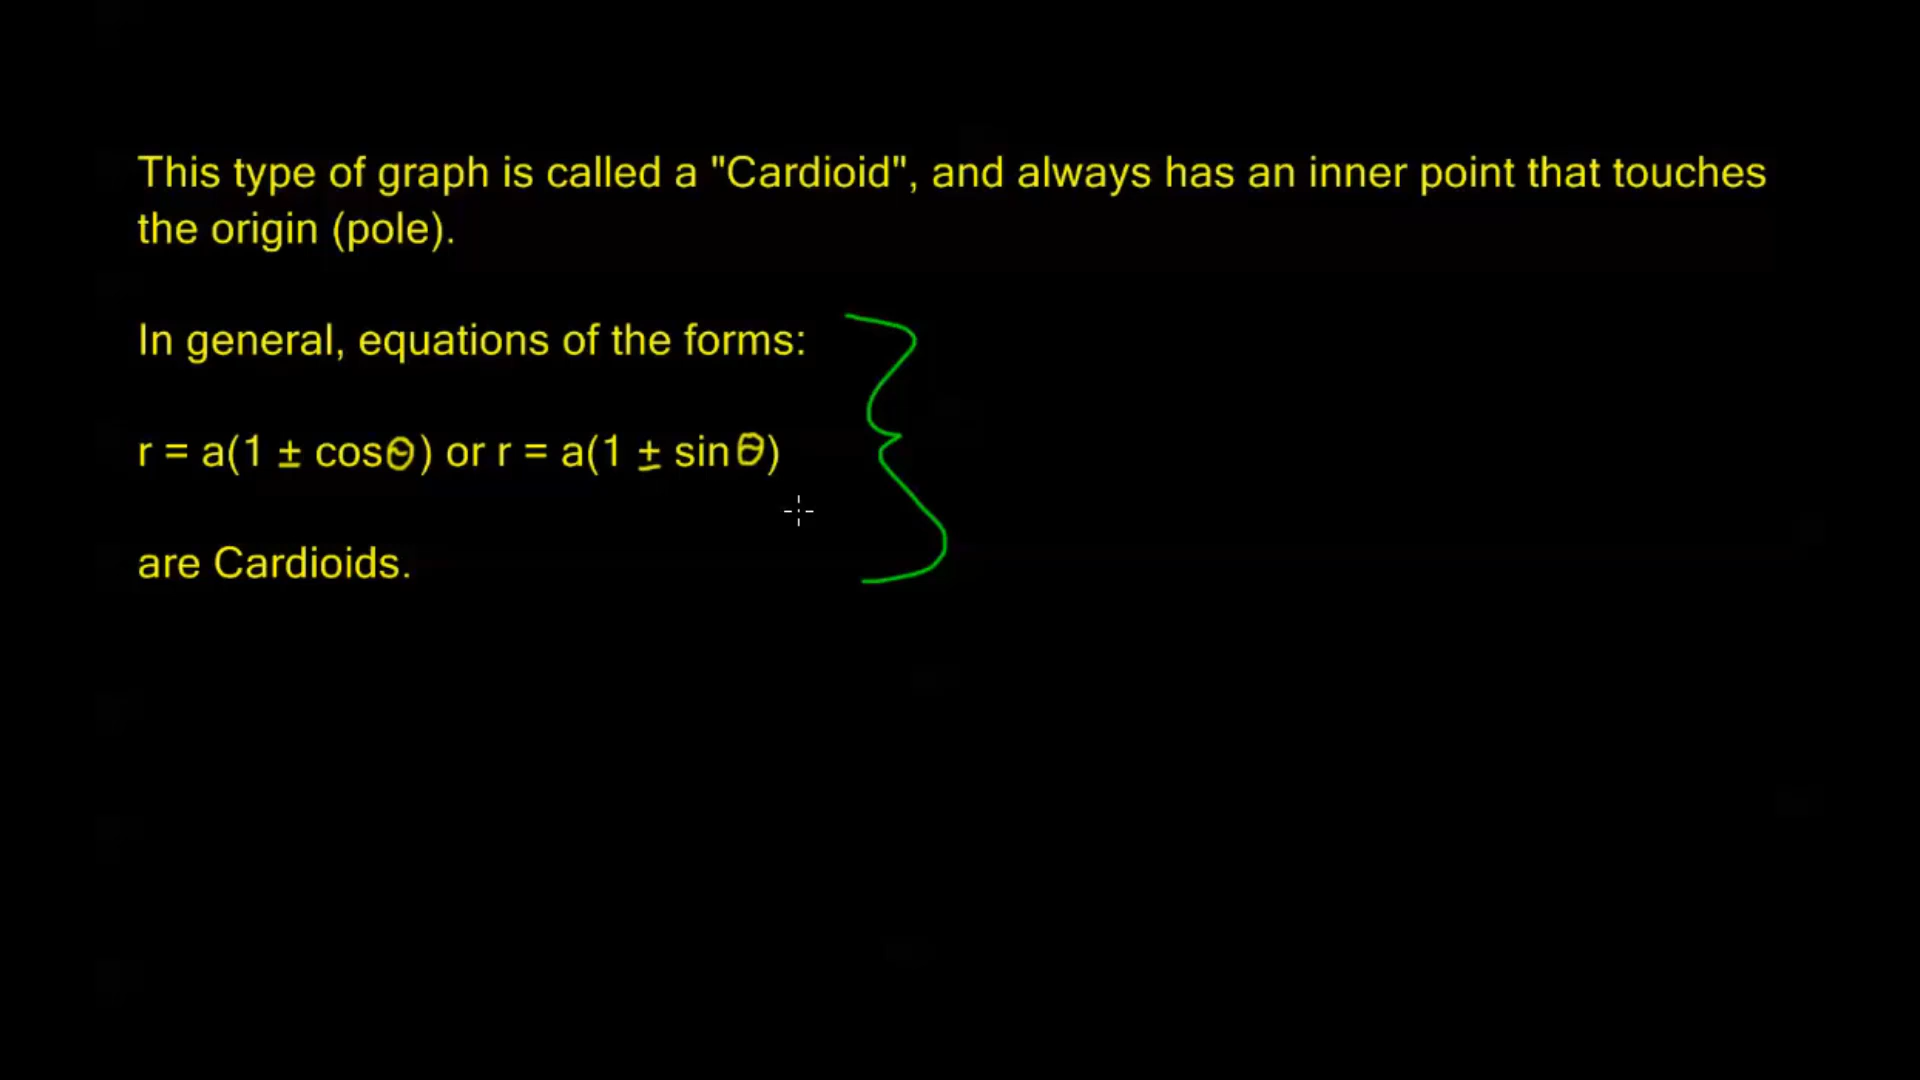 This type of graph is called a "Cardioid", and always has an inner point that touches
the origin (pole).
In general, equations of the forms:
r = a(1 ± cosθ) or r = a(1 ± sinθ)
are Cardioids.